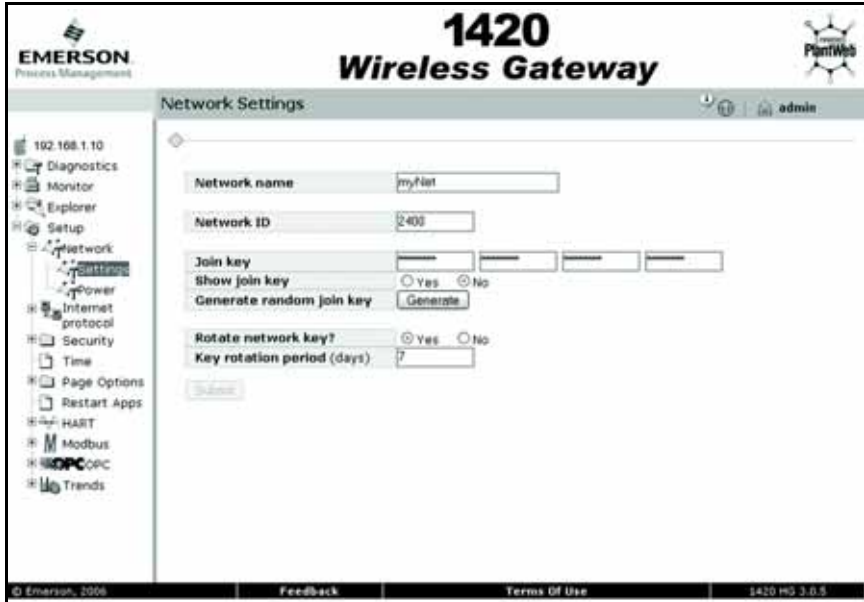 EMERSON
Process Management
1420
Wireless Gateway
PlantWeb
Network Settings
admin
192.168.1.10
Diagnostics
Monitor
Explorer
Setup
Network
Settings
Power
Internet
protocol
Security
Time
Page Options
Restart Apps
HART
Modbus
OPC OPC
Trends
Network name
myNet
Network ID
2400
Join key
Show join key
Yes No
Generate random join key
Generate
Rotate network key?
Yes No
Key rotation period (days)
7
Submit
© Emerson, 2006
Feedback
Terms Of Use
1420 HG 3.0.5